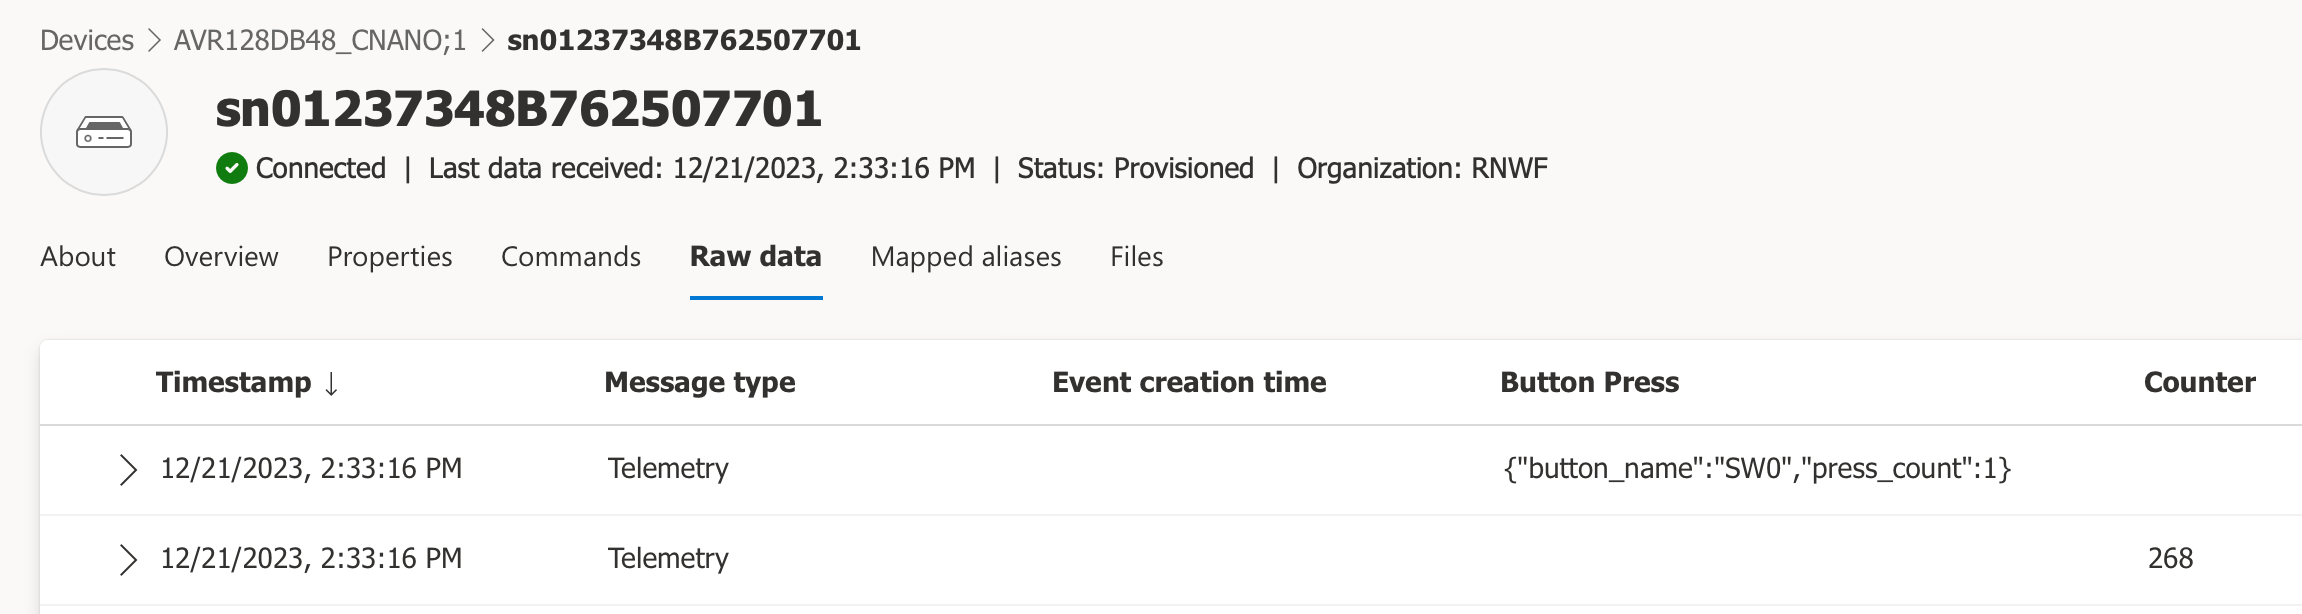 Devices > AVR128DB48_CNANO;1 > sn01237348B762507701
sn01237348B762507701
Connected | Last data received: 12/21/2023, 2:33:16 PM | Status: Provisioned | Organization: RNWF
About Overview Properties Commands Raw data Mapped aliases Files
Timestamp ↓ Message type Event creation time Button Press Counter
12/21/2023, 2:33:16 PM Telemetry {"button_name":"SW0","press_count":1}
12/21/2023, 2:33:16 PM Telemetry 268